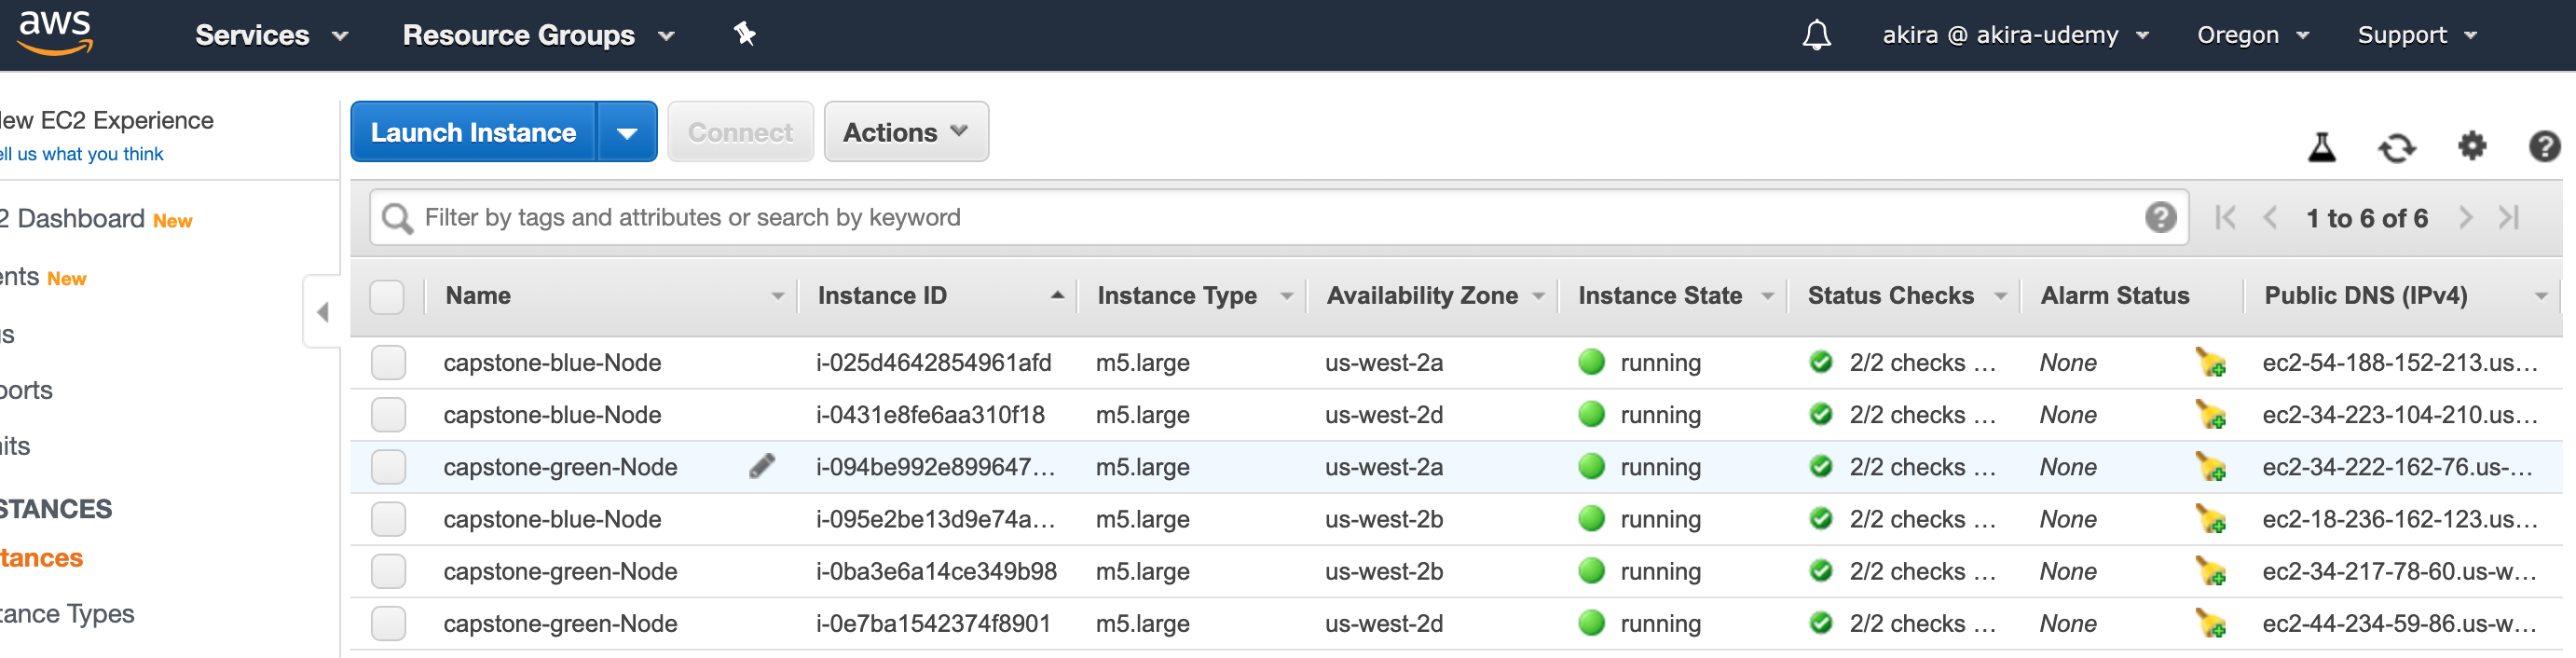 aws Services Resource Groups akira @ akira-udemy Oregon Support
ew EC2 Experience
ell us what you think
Launch Instance Connect Actions
2 Dashboard New
Filter by tags and attributes or search by keyword 1 to 6 of 6
ents New
Name Instance ID Instance Type Availability Zone Instance State Status Checks Alarm Status Public DNS (IPv4)
capstone-blue-Node i-025d4642854961afd m5.large us-west-2a running 2/2 checks ... None ec2-54-188-152-213.us...
capstone-blue-Node i-0431e8fe6aa310f18 m5.large us-west-2d running 2/2 checks ... None ec2-34-223-104-210.us...
capstone-green-Node i-094be992e899647... m5.large us-west-2a running 2/2 checks ... None ec2-34-222-162-76.us-...
capstone-blue-Node i-095e2be13d9e74a... m5.large us-west-2b running 2/2 checks ... None ec2-18-236-162-123.us...
capstone-green-Node i-0ba3e6a14ce349b98 m5.large us-west-2b running 2/2 checks ... None ec2-34-217-78-60.us-w...
capstone-green-Node i-0e7ba1542374f8901 m5.large us-west-2d running 2/2 checks ... None ec2-44-234-59-86.us-w...
s
orts
its
STANCES
tances
tance Types